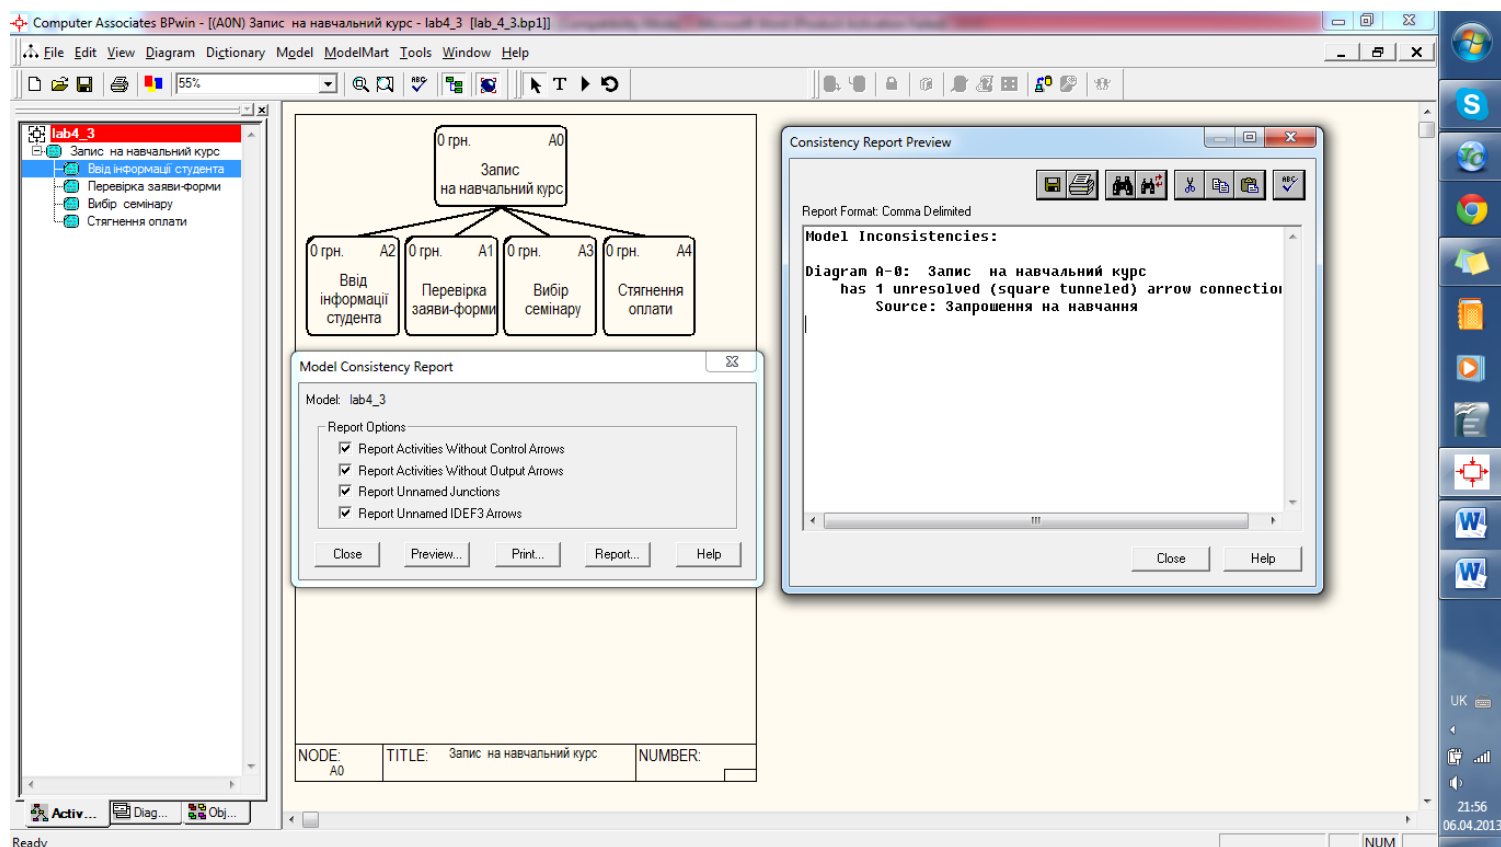 Computer Associates BPwin - [(A0N) Запис  на навчальний курс - lab4_3  [lab_4_3.bp1]]
File Edit View Diagram Dictionary Model ModelMart Tools Window Help
55%
lab4_3
Запис  на навчальний курс
Ввід інформації студента
Перевірка заяви-форми
Вибір  семінару
Стягнення оплати
Activ... Diag... Obj...
0 грн. A0
Запис
на навчальний курс
0 грн. A2
Ввід
інформації
студента
0 грн. A1
Перевірка
заяви-форми
0 грн. A3
Вибір
семінару
0 грн. A4
Стягнення
оплати
Model Consistency Report
Model: lab4_3
Report Options
Report Activities Without Control Arrows
Report Activities Without Output Arrows
Report Unnamed Junctions
Report Unnamed IDEF3 Arrows
Close Preview... Print... Report... Help
NODE: TITLE: Запис  на навчальний курс NUMBER:
A0
Consistency Report Preview
Report Format: Comma Delimited
Model Inconsistencies:
Diagram A-0:  Запис  на навчальний курс
has 1 unresolved (square tunneled) arrow connection
Source: Запрошення на навчання
Close Help
UK
21:56
06.04.2013
Ready
NUM